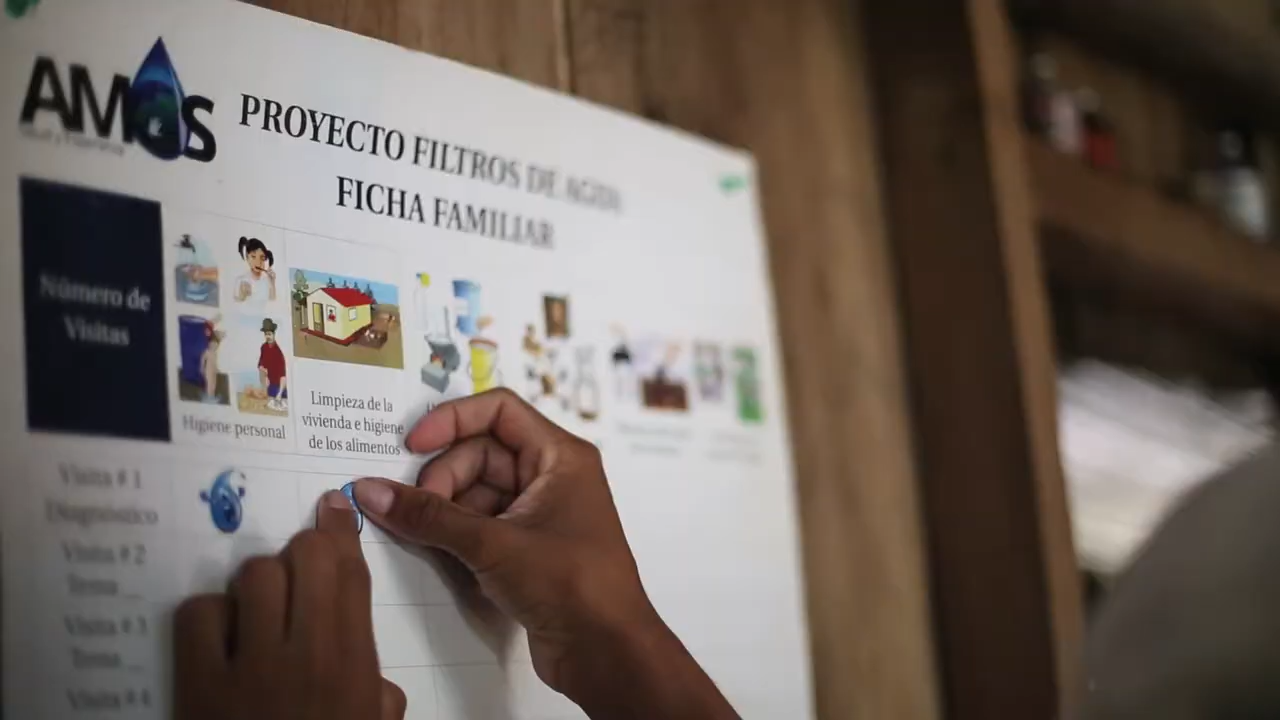 AMOS
PROYECTO FILTROS DE AGUA
FICHA FAMILIAR
Número de
Visitas
Higiene personal
Limpieza de la
vivienda e higiene
de los alimentos
Visita # 1
Diagnóstico
Visita # 2
Tema
Visita # 3
Tema
Visita # 4